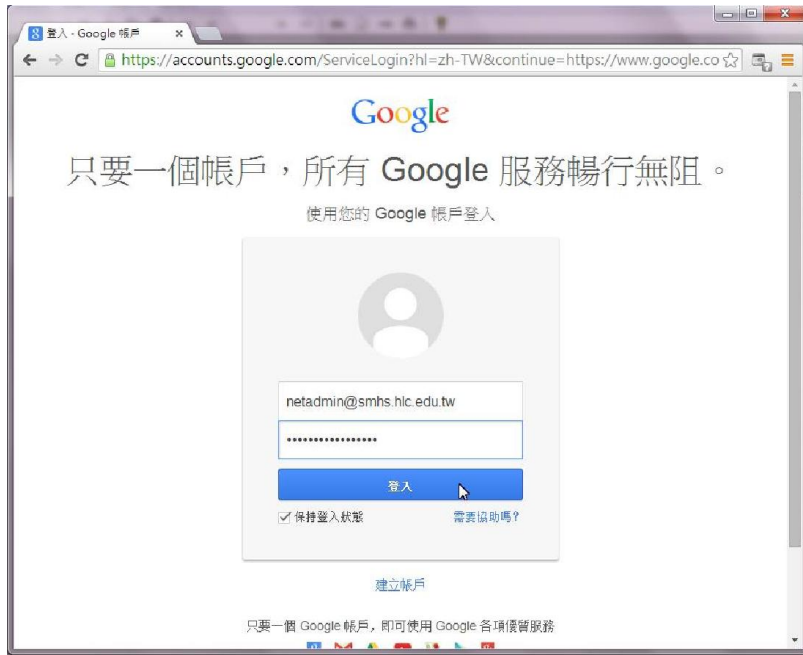 登入 - Google 帳戶
https://accounts.google.com/ServiceLogin?hl=zh-TW&continue=https://www.google.co
Google
只要一個帳戶，所有 Google 服務暢行無阻。
使用您的 Google 帳戶登入
netadmin@smhs.hlc.edu.tw
•••••••••••••••••
登入
保持登入狀態
需要協助嗎?
建立帳戶
只要一個 Google 帳戶，即可使用 Google 各項優質服務